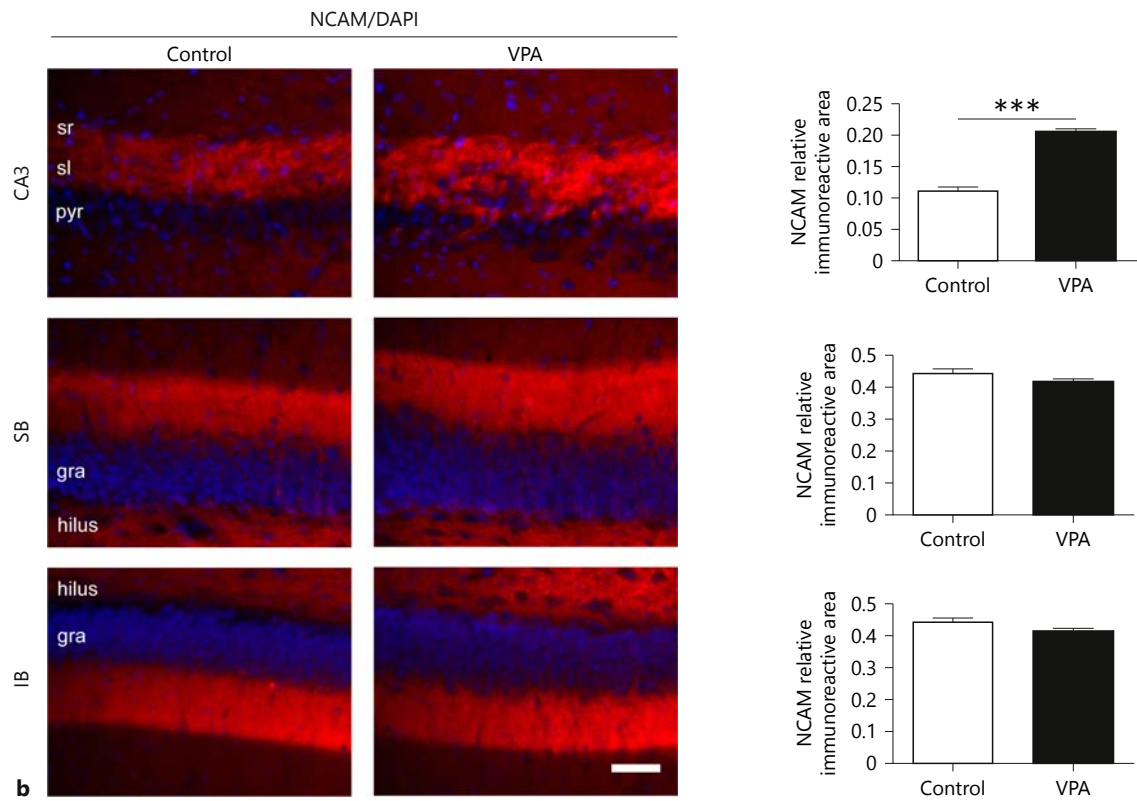 NCAM/DAPI
Control
VPA
CA3
sr
sl
pyr
NCAM relative
immunoreactive area
0.25
0.20
0.15
0.10
0.05
0
***
Control
VPA
SB
gra
hilus
NCAM relative
immunoreactive area
0.5
0.4
0.3
0.2
0.1
0
Control
VPA
IB
hilus
gra
NCAM relative
immunoreactive area
0.5
0.4
0.3
0.2
0.1
0
Control
VPA
b